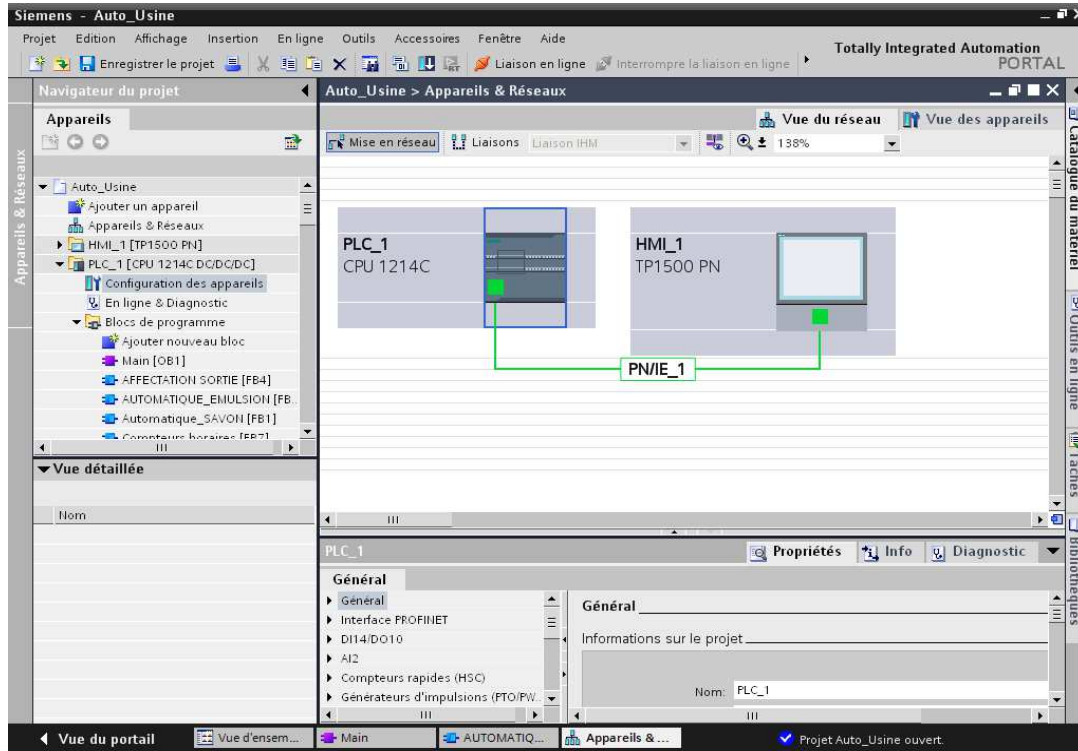 Siemens - Auto_Usine
Projet Edition Affichage Insertion En ligne Outils Accessoires Fenêtre Aide
Totally Integrated Automation
PORTAL
Enregistrer le projet Liaison en ligne Interrompre la liaison en ligne
Navigateur du projet
Appareils
Auto_Usine
Ajouter un appareil
Appareils & Réseaux
HMI_1 [TP1500 PN]
PLC_1 [CPU 1214C DC/DC/DC]
Configuration des appareils
En ligne & Diagnostic
Blocs de programme
Ajouter nouveau bloc
Main [OB1]
AFFECTATION SORTIE [FB4]
AUTOMATIQUE_EMULSION [FB...
Automatique_SAVON [FB1]
Compteurs horaires [FB7]
Vue détaillée
Nom
Appareils & Réseaux
Auto_Usine > Appareils & Réseaux
Vue du réseau Vue des appareils
Mise en réseau Liaisons Liaison IHM 138%
PLC_1
CPU 1214C
HMI_1
TP1500 PN
PN/IE_1
PLC_1
Propriétés Info Diagnostic
Général
Général
Interface PROFINET
DI14/DO10
AI2
Compteurs rapides (HSC)
Générateurs d'impulsions (PTO/PW...
Général
Informations sur le projet
Nom: PLC_1
Catalogue du matériel
Outils en ligne
Tâches
Bibliothèques
Vue du portail Vue d'ensem... Main AUTOMATIQ... Appareils & ... Projet Auto_Usine ouvert.